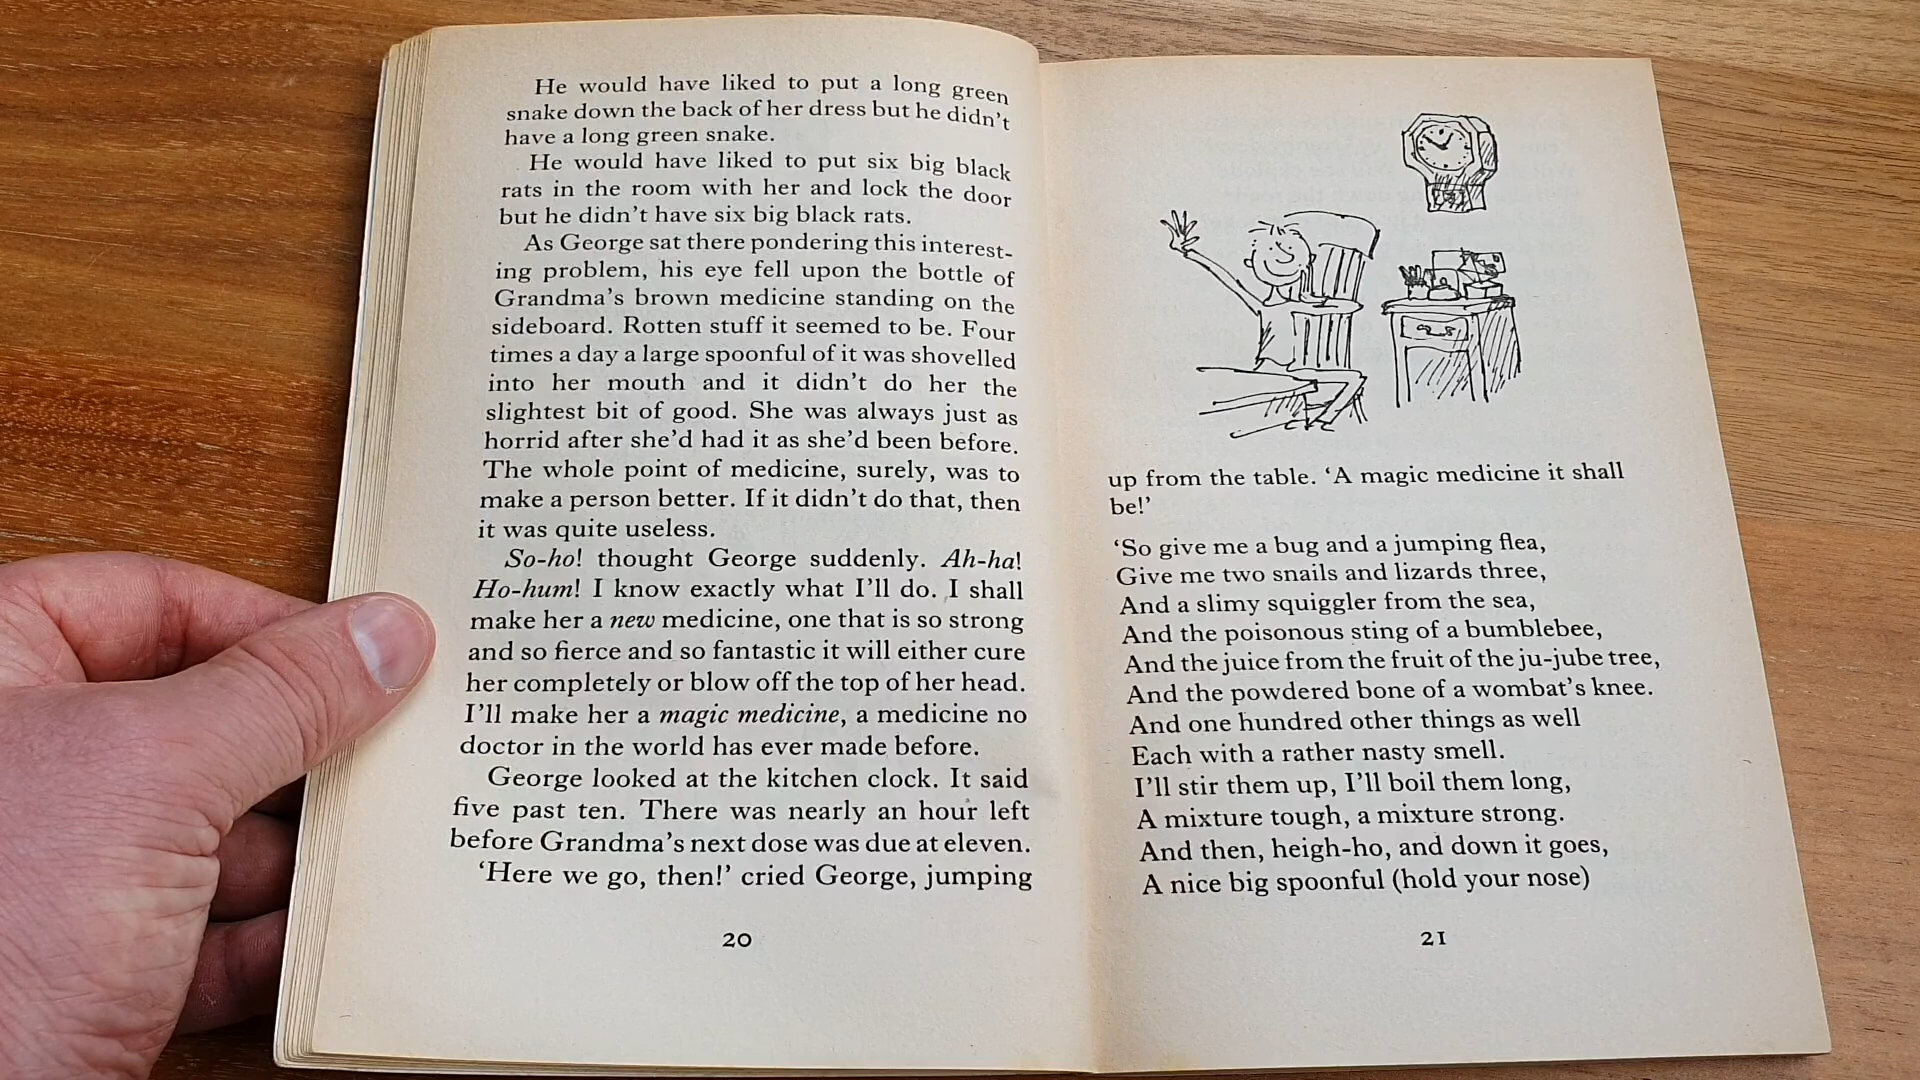 He would have liked to put a long green
snake down the back of her dress but he didn't
have a long green snake.
He would have liked to put six big black
rats in the room with her and lock the door
but he didn't have six big black rats.
As George sat there pondering this interest-
ing problem, his eye fell upon the bottle of
Grandma's brown medicine standing on the
sideboard. Rotten stuff it seemed to be. Four
times a day a large spoonful of it was shovelled
into her mouth and it didn't do her the
slightest bit of good. She was always just as
horrid after she'd had it as she'd been before.
The whole point of medicine, surely, was to
make a person better. If it didn't do that, then
it was quite useless.
So-ho! thought George suddenly. Ah-ha!
Ho-hum! I know exactly what I'll do. I shall
make her a new medicine, one that is so strong
and so fierce and so fantastic it will either cure
her completely or blow off the top of her head.
I'll make her a magic medicine, a medicine no
doctor in the world has ever made before.
George looked at the kitchen clock. It said
five past ten. There was nearly an hour left
before Grandma's next dose was due at eleven.
‘Here we go, then!’ cried George, jumping
20
up from the table. ‘A magic medicine it shall
be!’
‘So give me a bug and a jumping flea,
Give me two snails and lizards three,
And a slimy squiggler from the sea,
And the poisonous sting of a bumblebee,
And the juice from the fruit of the ju-jube tree,
And the powdered bone of a wombat's knee.
And one hundred other things as well
Each with a rather nasty smell.
I'll stir them up, I'll boil them long,
A mixture tough, a mixture strong.
And then, heigh-ho, and down it goes,
A nice big spoonful (hold your nose)
21